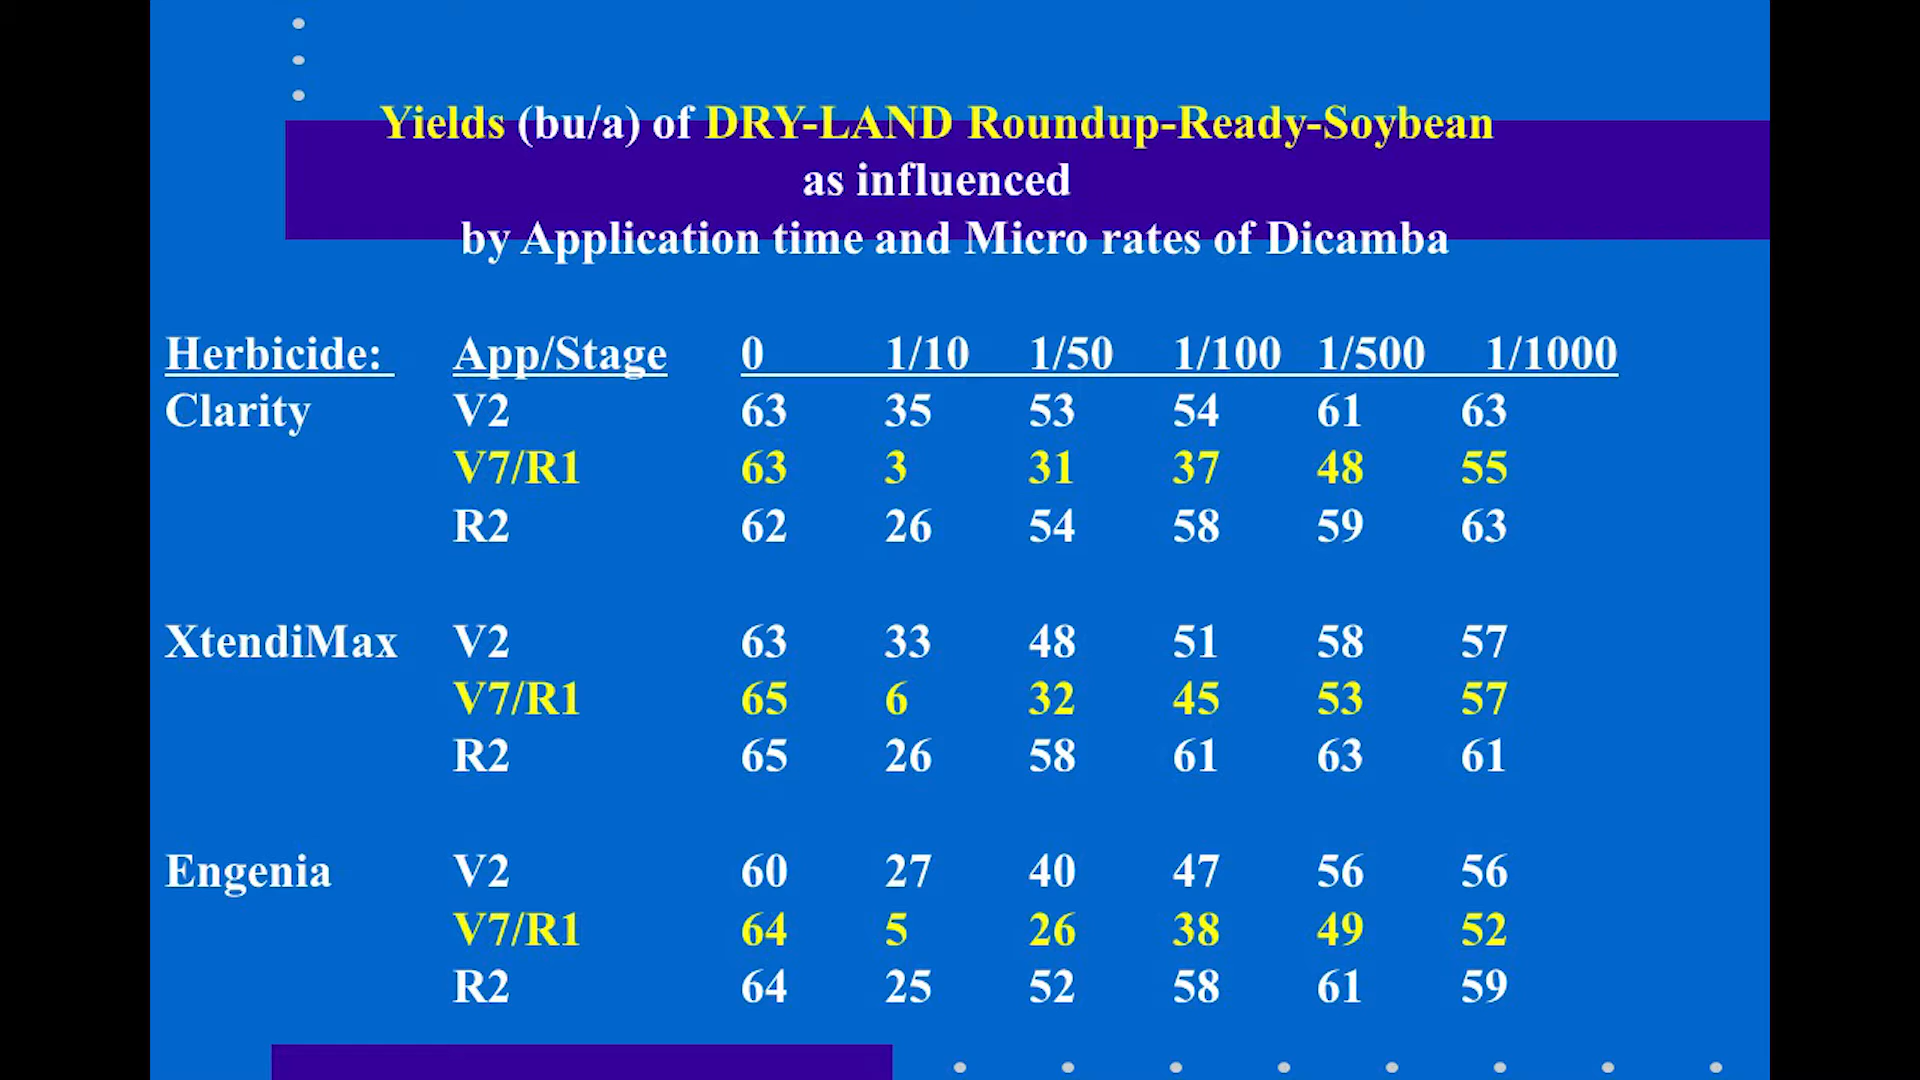 Yields (bu/a) of DRY-LAND Roundup-Ready-Soybean
as influenced
by Application time and Micro rates of Dicamba
Herbicide: App/Stage 0 1/10 1/50 1/100 1/500 1/1000
Clarity V2 63 35 53 54 61 63
V7/R1 63 3 31 37 48 55
R2 62 26 54 58 59 63
XtendiMax V2 63 33 48 51 58 57
V7/R1 65 6 32 45 53 57
R2 65 26 58 61 63 61
Engenia V2 60 27 40 47 56 56
V7/R1 64 5 26 38 49 52
R2 64 25 52 58 61 59